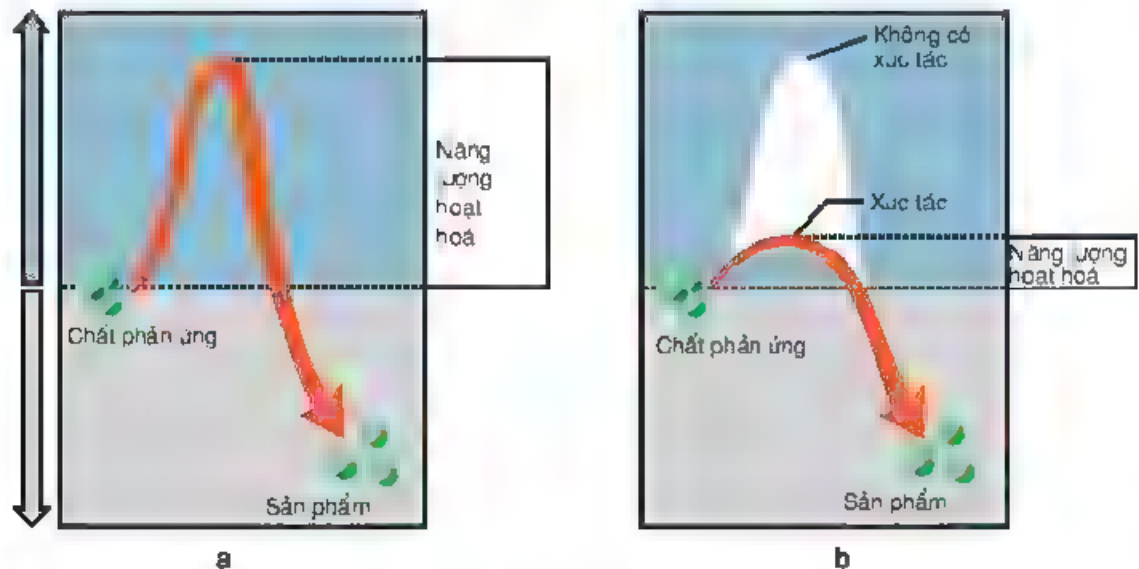 Năng
lượng
hoạt
hoá
Chất phản ứng
Sản phẩm
a
Không có
xúc tác
Xúc tác
Năng lượng
hoạt hoá
Chất phản ứng
Sản phẩm
b